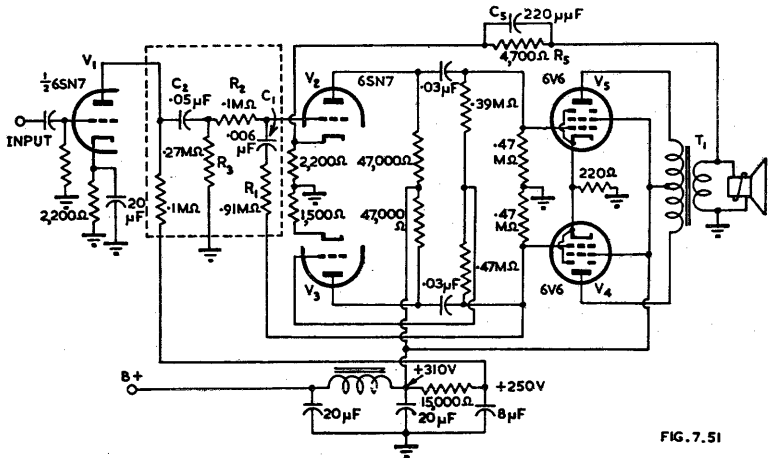 C5
220µµF
4,700Ω R5
V1
½6SN7
C2
.05µF
R2
.1MΩ
C1
V2
6SN7
.03µF
.39MΩ
6V6
V5
INPUT
.27MΩ
R3
.006
µF
R1
.91MΩ
2,200Ω
20
µF
.1MΩ
2,200Ω
1,500Ω
47,000Ω
47,000
Ω
.47
MΩ
.47
MΩ
220Ω
T1
V3
.03µF
.47MΩ
6V6
V4
B+
+310V
+250V
15,000Ω
20µF
20µF
8µF
FIG.7.51